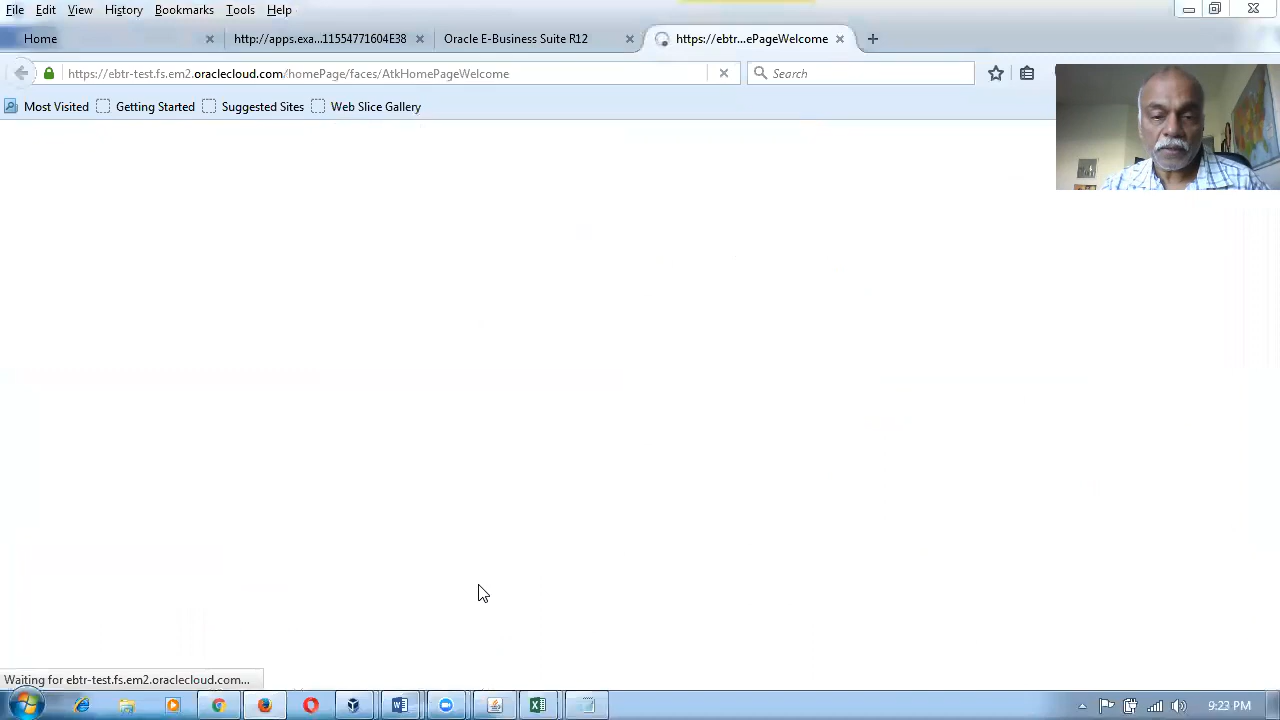 File Edit View History Bookmarks Tools Help
Home http://apps.exa...11554771604E38 Oracle E-Business Suite R12 https://ebtr...ePageWelcome
https://ebtr-test.fs.em2.oraclecloud.com/homePage/faces/AtkHomePageWelcome Search
Most Visited Getting Started Suggested Sites Web Slice Gallery
Waiting for ebtr-test.fs.em2.oraclecloud.com...
9:23 PM